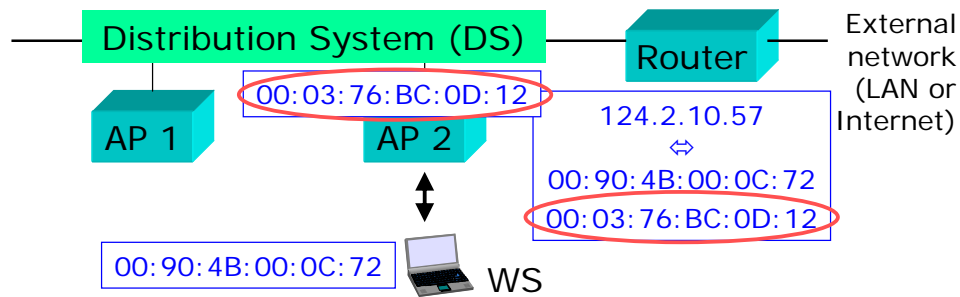 Distribution System (DS)
Router
External
network
(LAN or
Internet)
00:03:76:BC:0D:12
AP 1
AP 2
124.2.10.57
⇔
00:90:4B:00:0C:72
00:03:76:BC:0D:12
00:90:4B:00:0C:72
WS